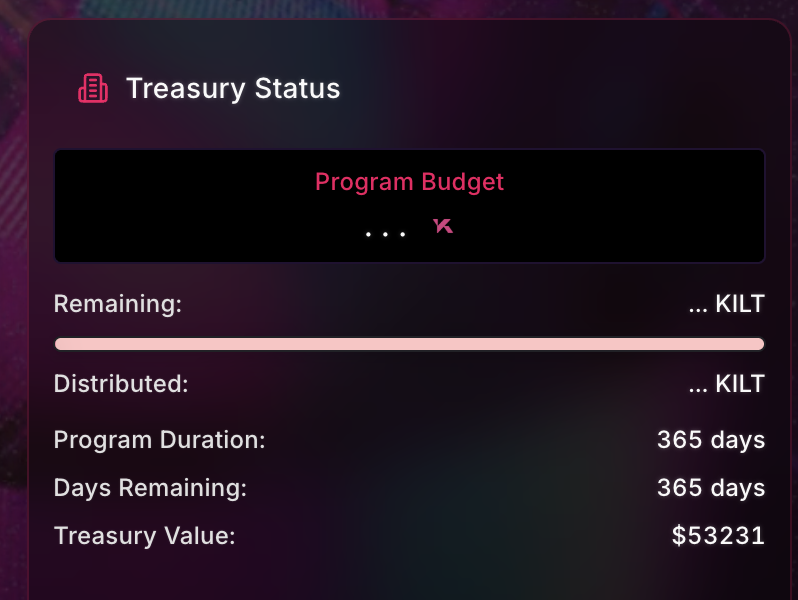 Treasury Status
Program Budget
...
Remaining: ... KILT
Distributed: ... KILT
Program Duration: 365 days
Days Remaining: 365 days
Treasury Value: $53231